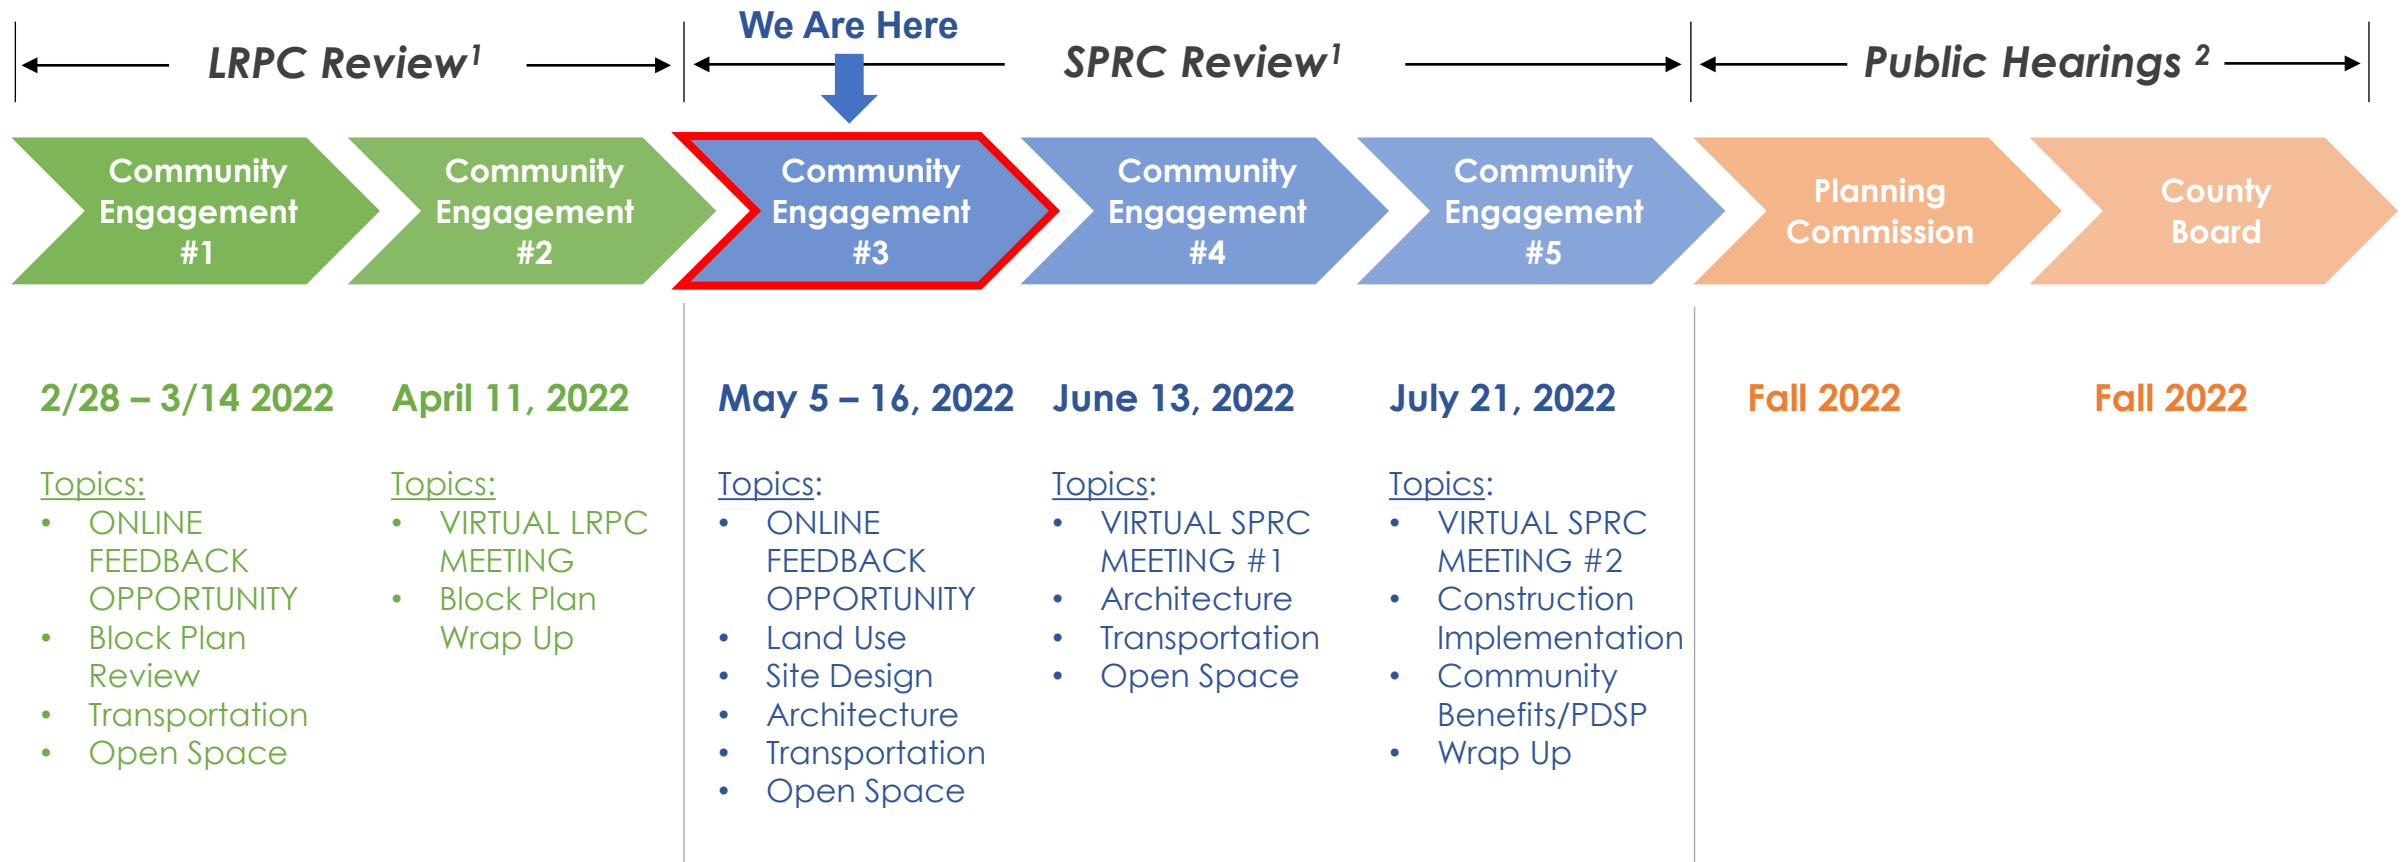 We Are Here
LRPC Review¹
SPRC Review¹
Public Hearings ²
Community
Engagement
#1
Community
Engagement
#2
Community
Engagement
#3
Community
Engagement
#4
Community
Engagement
#5
Planning
Commission
County
Board
2/28 – 3/14 2022
Topics:
• ONLINE
FEEDBACK
OPPORTUNITY
• Block Plan
Review
• Transportation
• Open Space
April 11, 2022
Topics:
• VIRTUAL LRPC
MEETING
• Block Plan
Wrap Up
May 5 – 16, 2022
Topics:
• ONLINE
FEEDBACK
OPPORTUNITY
• Land Use
• Site Design
• Architecture
• Transportation
• Open Space
June 13, 2022
Topics:
• VIRTUAL SPRC
MEETING #1
• Architecture
• Transportation
• Open Space
July 21, 2022
Topics:
• VIRTUAL SPRC
MEETING #2
• Construction
Implementation
• Community
Benefits/PDSP
• Wrap Up
Fall 2022
Fall 2022